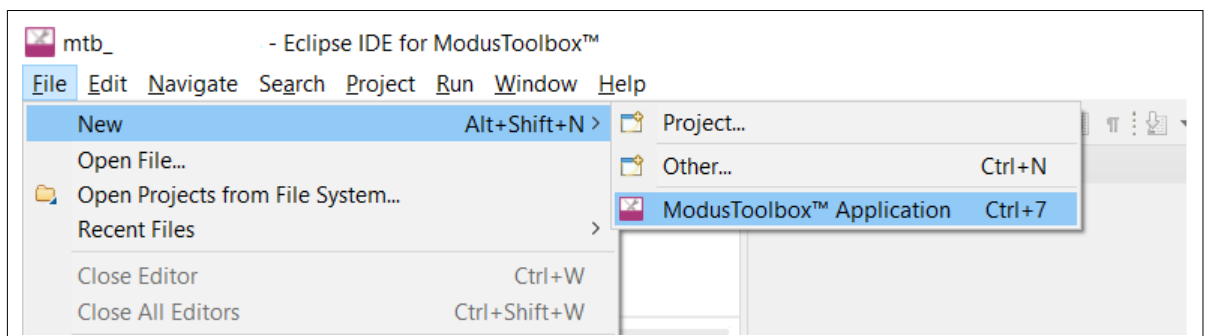 mtb_ - Eclipse IDE for ModusToolbox™
File Edit Navigate Search Project Run Window Help
New Alt+Shift+N >
Project...
Open File...
Other... Ctrl+N
Open Projects from File System...
ModusToolbox™ Application Ctrl+7
Recent Files >
Close Editor Ctrl+W
Close All Editors Ctrl+Shift+W